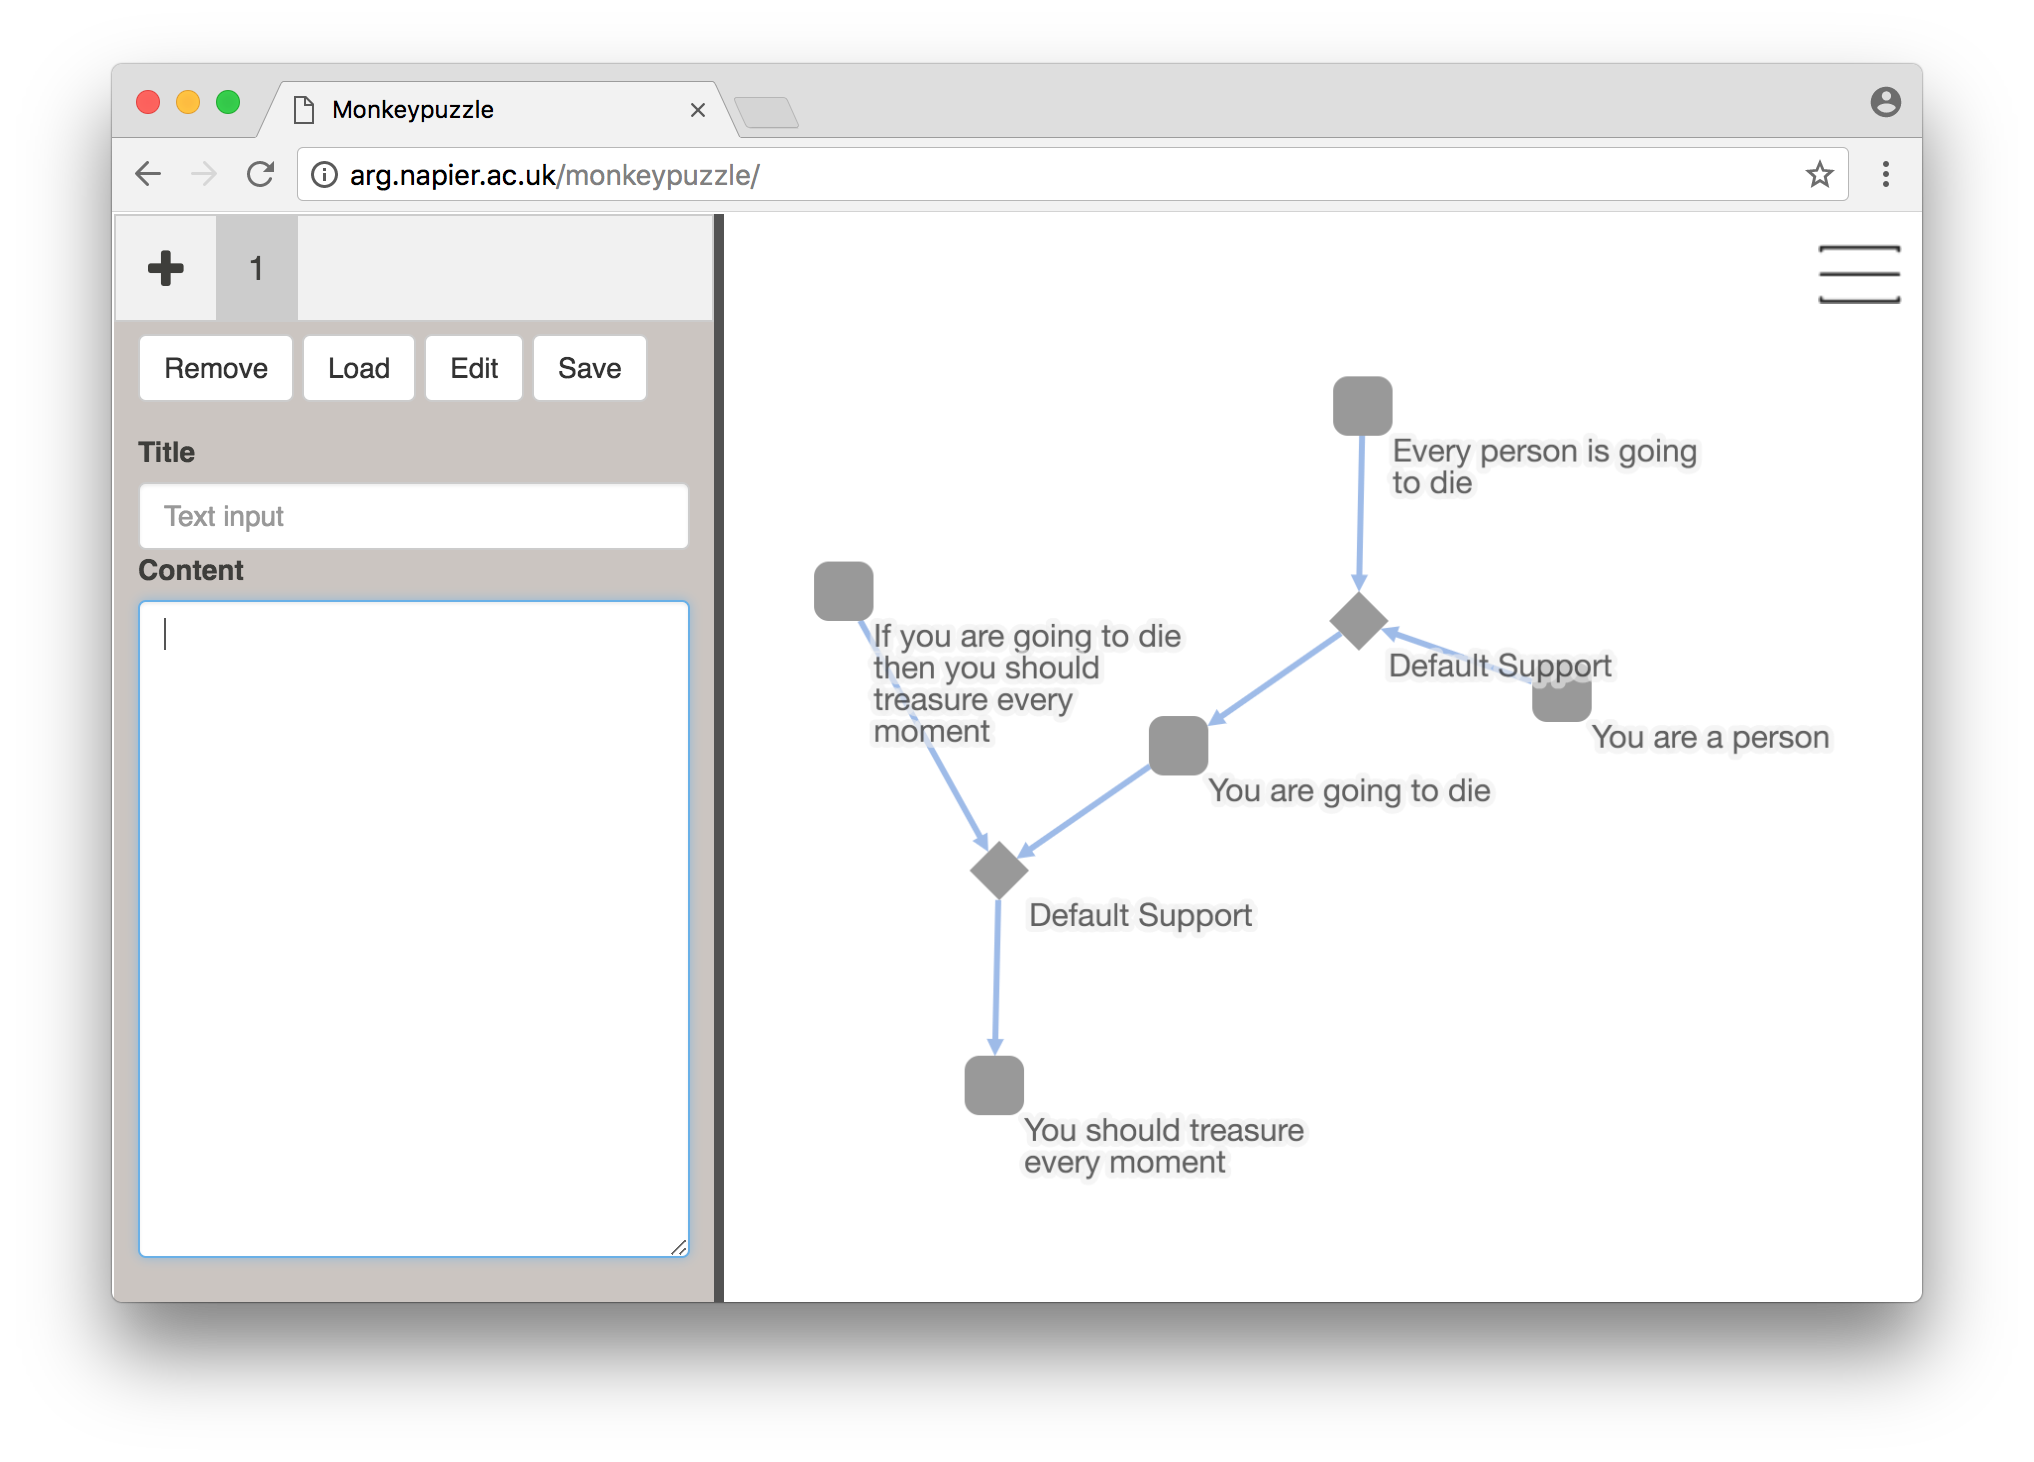 Monkeypuzzle
arg.napier.ac.uk/monkeypuzzle/
1
Remove
Load
Edit
Save
Title
Text input
Content
Every person is going
to die
If you are going to die
then you should
treasure every
moment
Default Support
You are a person
You are going to die
Default Support
You should treasure
every moment